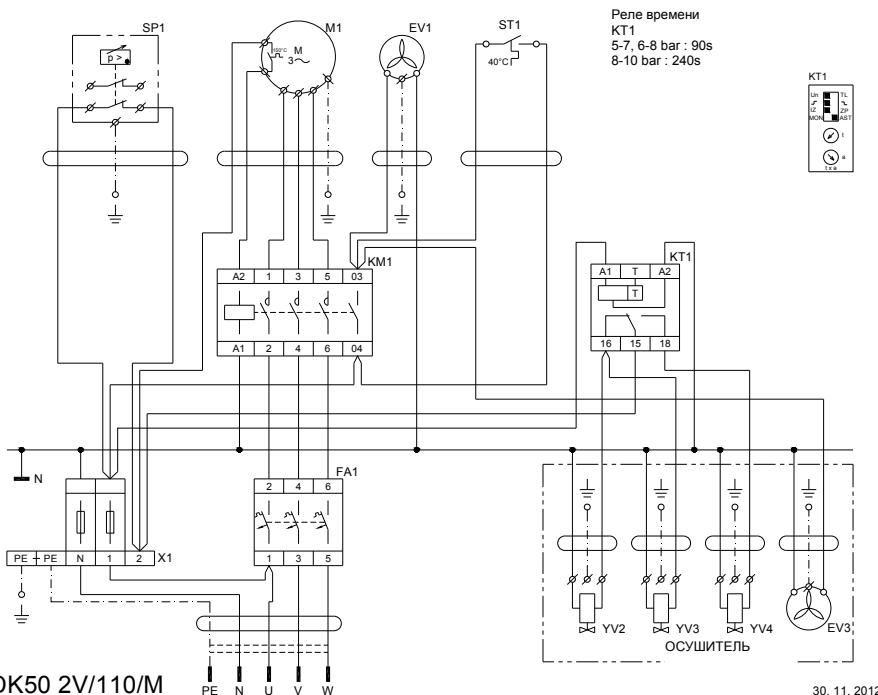 Реле времени
KT1
5-7, 6-8 bar : 90s
8-10 bar : 240s
SP1
M1
EV1
ST1
p >
150°C
M
3
40°C
KT1
Un TL
IZ ZP
MON AST
t
a
t x a
KM1
KT1
A2 1 3 5 03
A1 T A2
T
A1 2 4 6 04
16 15 18
N
FA1
2 4 6
PE PE N 1 2 X1
1 3 5
YV2 YV3 YV4 EV3
ОСУШИТЕЛЬ
DK50 2V/110/M
PE N U V W
30. 11. 2012